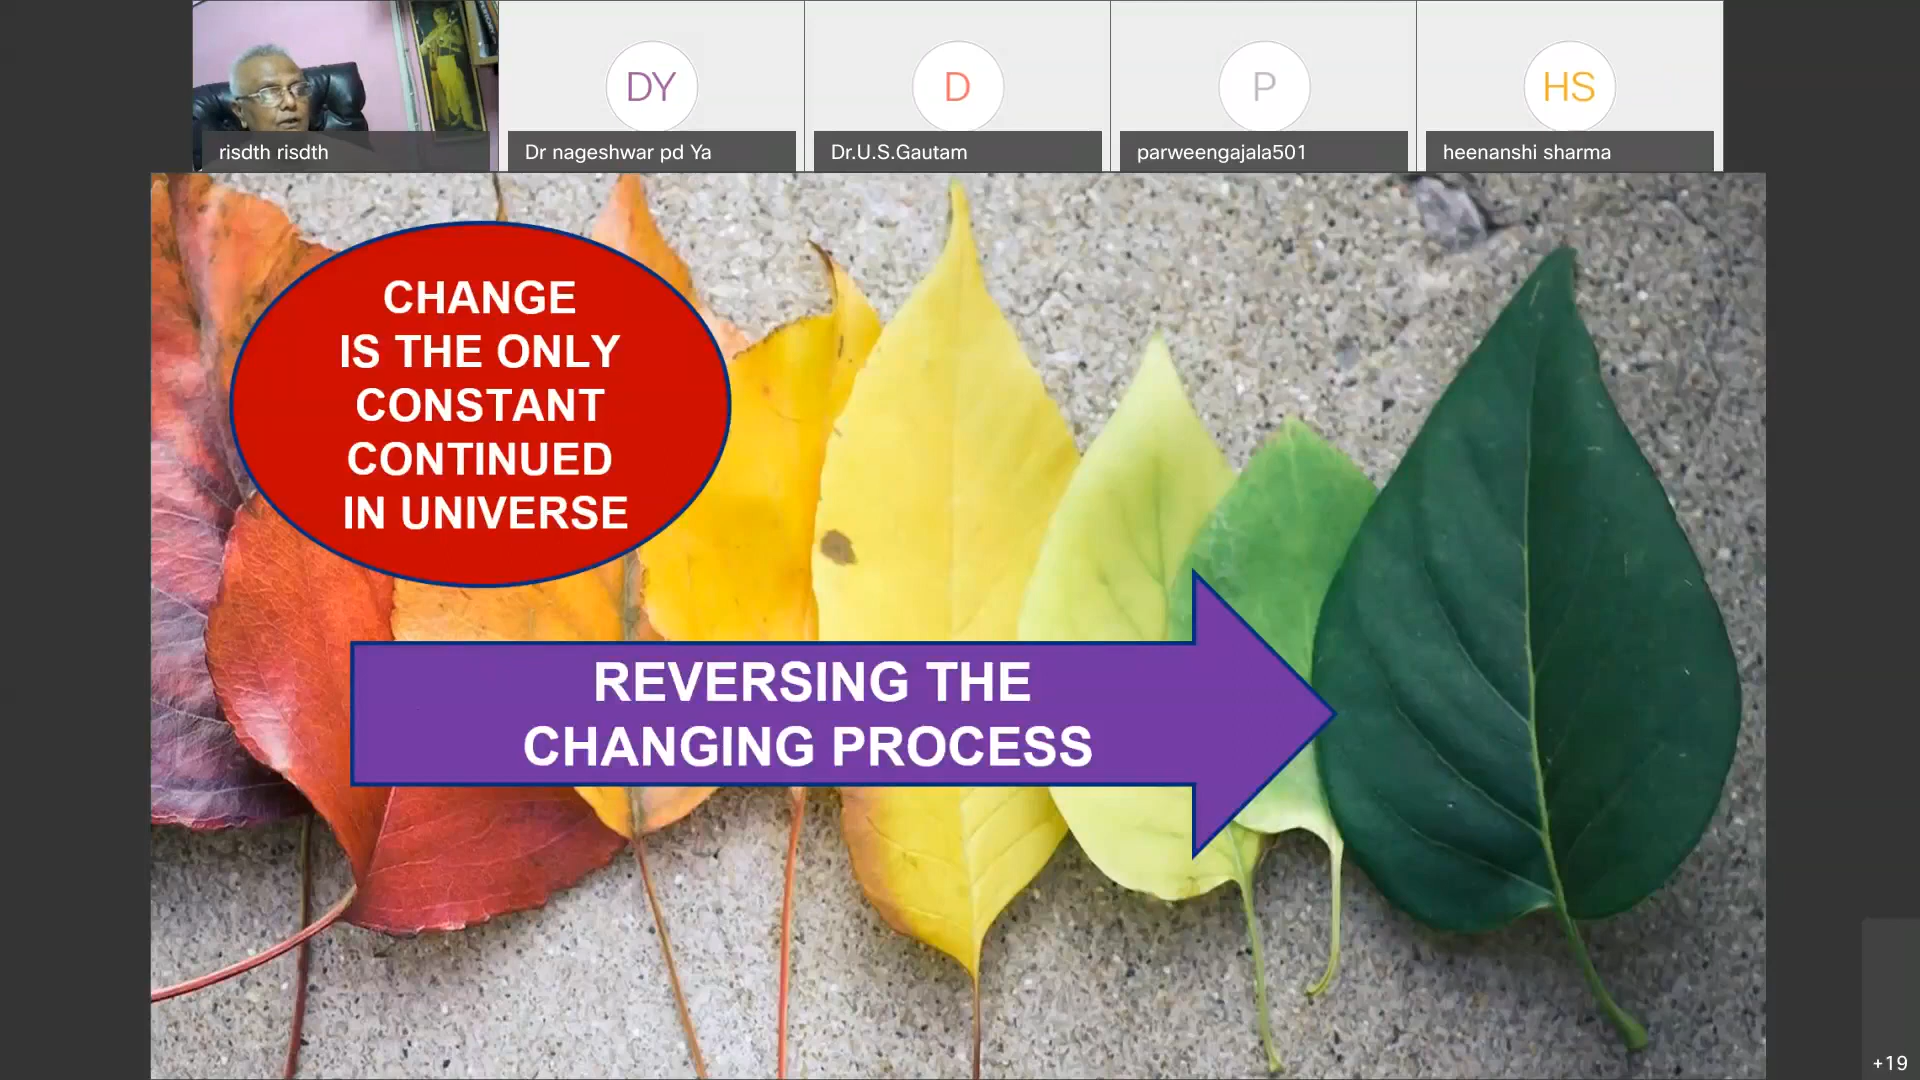 DY
D
P
HS
risdth risdth
Dr nageshwar pd Ya
Dr.U.S.Gautam
parweengajala501
heenanshi sharma
CHANGE
IS THE ONLY
CONSTANT
CONTINUED
IN UNIVERSE
REVERSING THE
CHANGING PROCESS
+19